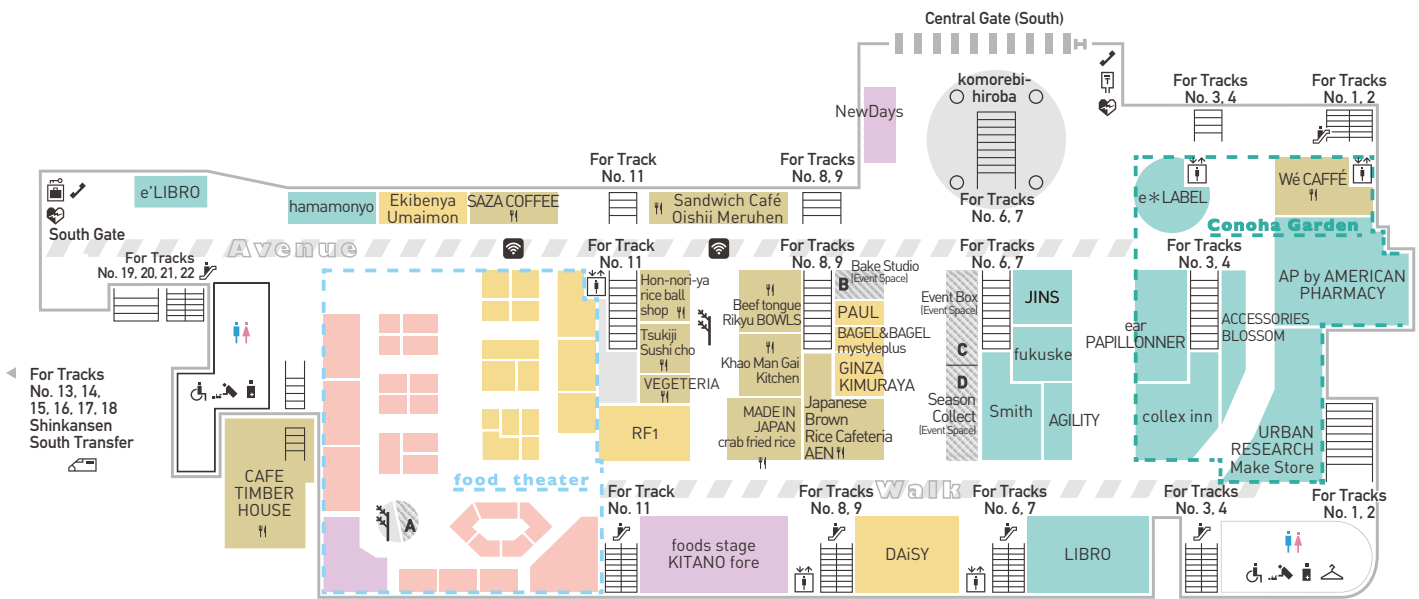 Central Gate (South)
komorebi-
hiroba
NewDays
For Tracks
No. 3, 4
For Tracks
No. 1, 2
For Track
No. 11
For Tracks
No. 8, 9
For Tracks
No. 6, 7
e'LIBRO
hamamonyo
Ekibenya
Umaimon
SAZA COFFEE
Sandwich Café
Oishii Meruhen
e*LABEL
Wé CAFFÉ
Conoha Garden
South Gate
Avenue
For Tracks
No. 19, 20, 21, 22
For Track
No. 11
For Tracks
No. 8, 9
For Tracks
No. 6, 7
For Tracks
No. 3, 4
Hon-nori-ya
rice ball
shop
Tsukiji
Sushi cho
VEGETERIA
RF1
Beef tongue
Rikyu BOWLS
Khao Man Gai
Kitchen
MADE IN
JAPAN
crab fried rice
B
Bake Studio
(Event Space)
PAUL
BAGEL&BAGEL
mystyleplus
GINZA
KIMURAYA
Japanese
Brown
Rice Cafeteria
AEN
Event Box
(Event Space)
C
D
Season
Collect
(Event Space)
JINS
fukuske
Smith
AGILITY
ear
PAPILLONNER
ACCESSORIES
BLOSSOM
AP by AMERICAN
PHARMACY
collex inn
URBAN
RESEARCH
Make Store
For Tracks
No. 13, 14,
15, 16, 17, 18
Shinkansen
South Transfer
CAFE
TIMBER
HOUSE
food theater
A
Walk
For Track
No. 11
For Tracks
No. 8, 9
For Tracks
No. 6, 7
For Tracks
No. 3, 4
For Tracks
No. 1, 2
foods stage
KITANO fore
DAiSY
LIBRO